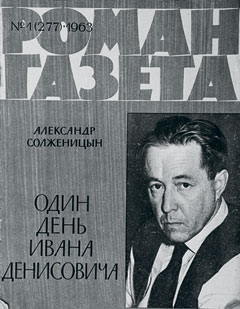 №1(277)·1963
РОМАН
ГАЗЕТА
АЛЕКСАНДР
СОЛЖЕНИЦЫН
ОДИН
ДЕНЬ
ИВАНА
ДЕНИСОВИЧА